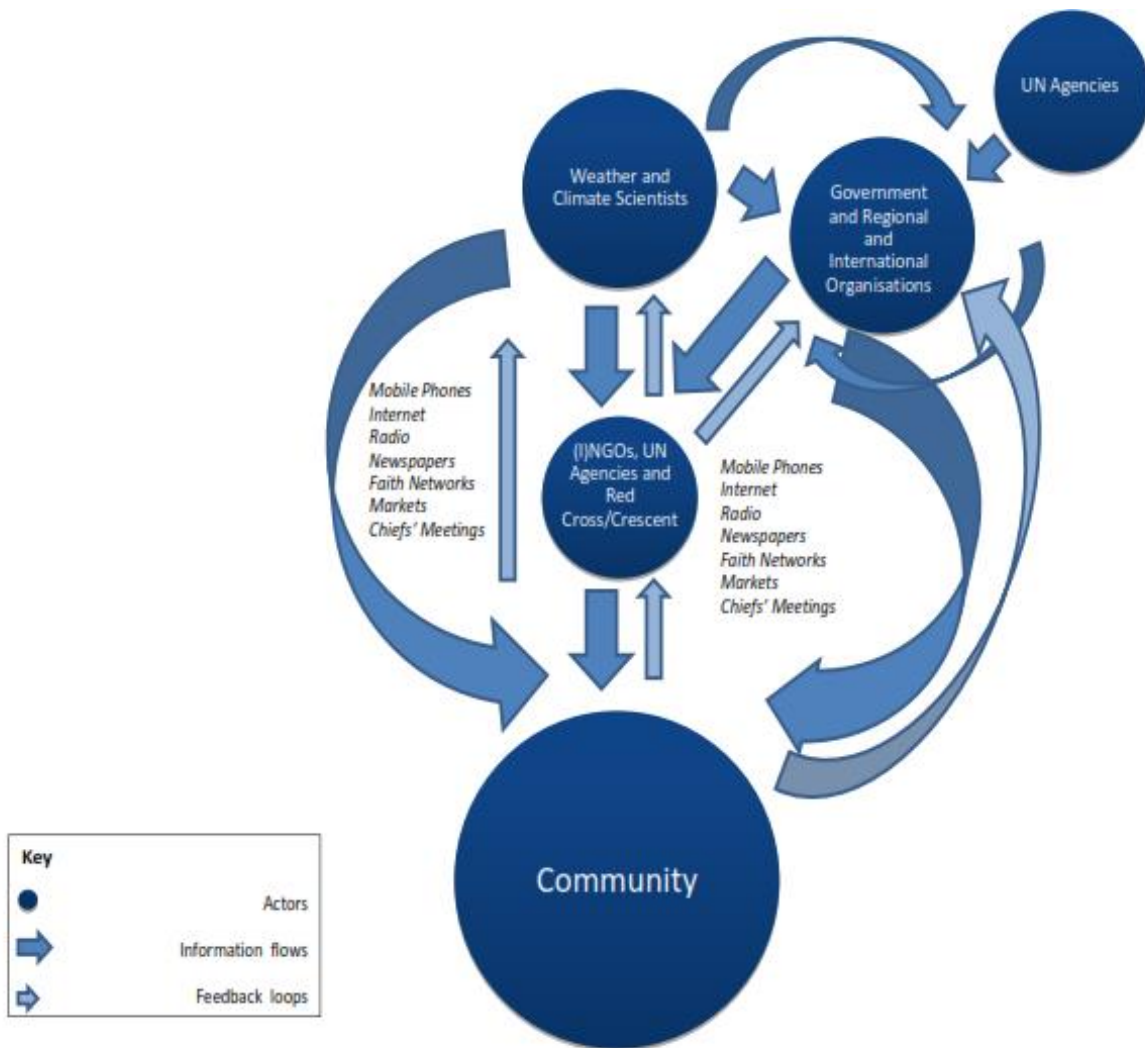 UN Agencies
Weather and
Climate Scientists
Government
and Regional
and
International
Organisations
Mobile Phones
Internet
Radio
Newspapers
Faith Networks
Markets
Chiefs' Meetings
(I)NGOs, UN
Agencies and
Red
Cross/Crescent
Mobile Phones
Internet
Radio
Newspapers
Faith Networks
Markets
Chiefs' Meetings
Community
Key
Actors
Information flows
Feedback loops